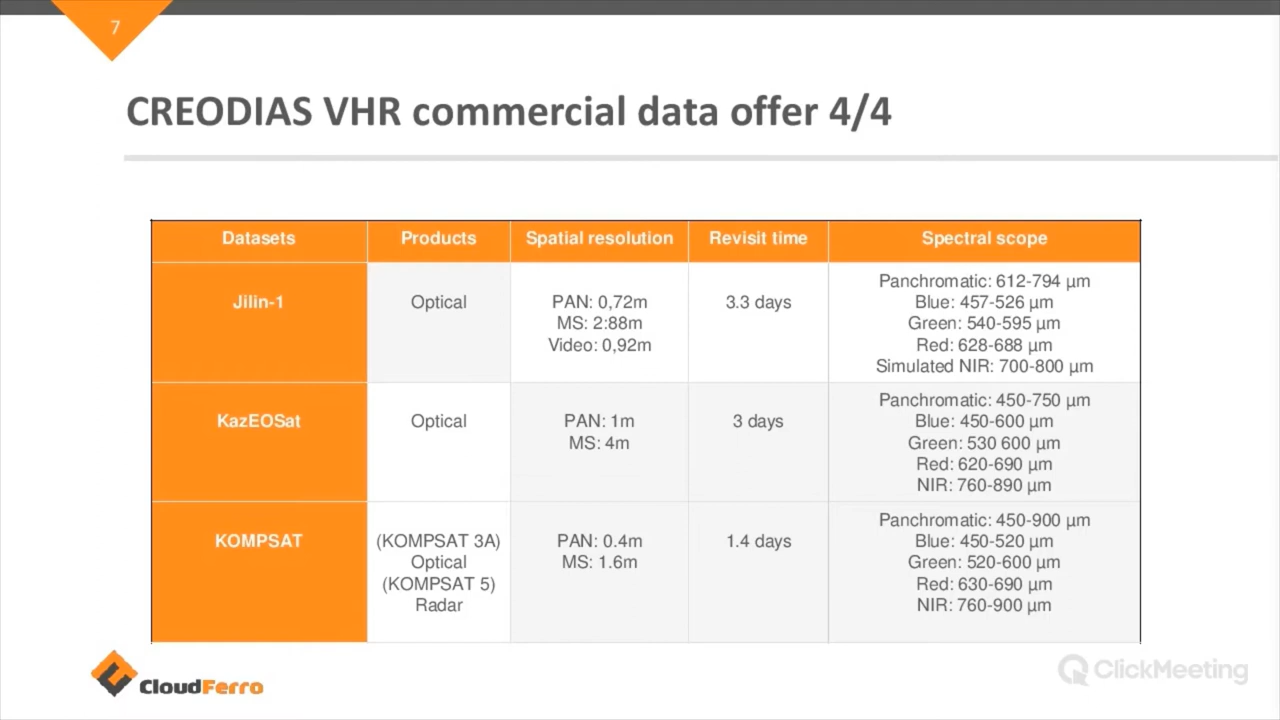 7
CREODIAS VHR commercial data offer 4/4
Datasets Products Spatial resolution Revisit time Spectral scope
Jilin-1
Optical
PAN: 0,72m
MS: 2:88m
Video: 0,92m
3.3 days
Panchromatic: 612-794 µm
Blue: 457-526 µm
Green: 540-595 µm
Red: 628-688 µm
Simulated NIR: 700-800 µm
KazEOSat
Optical
PAN: 1m
MS: 4m
3 days
Panchromatic: 450-750 µm
Blue: 450-600 µm
Green: 530 600 µm
Red: 620-690 µm
NIR: 760-890 µm
KOMPSAT
(KOMPSAT 3A)
Optical
(KOMPSAT 5)
Radar
PAN: 0.4m
MS: 1.6m
1.4 days
Panchromatic: 450-900 µm
Blue: 450-520 µm
Green: 520-600 µm
Red: 630-690 µm
NIR: 760-900 µm
CloudFerro
ClickMeeting